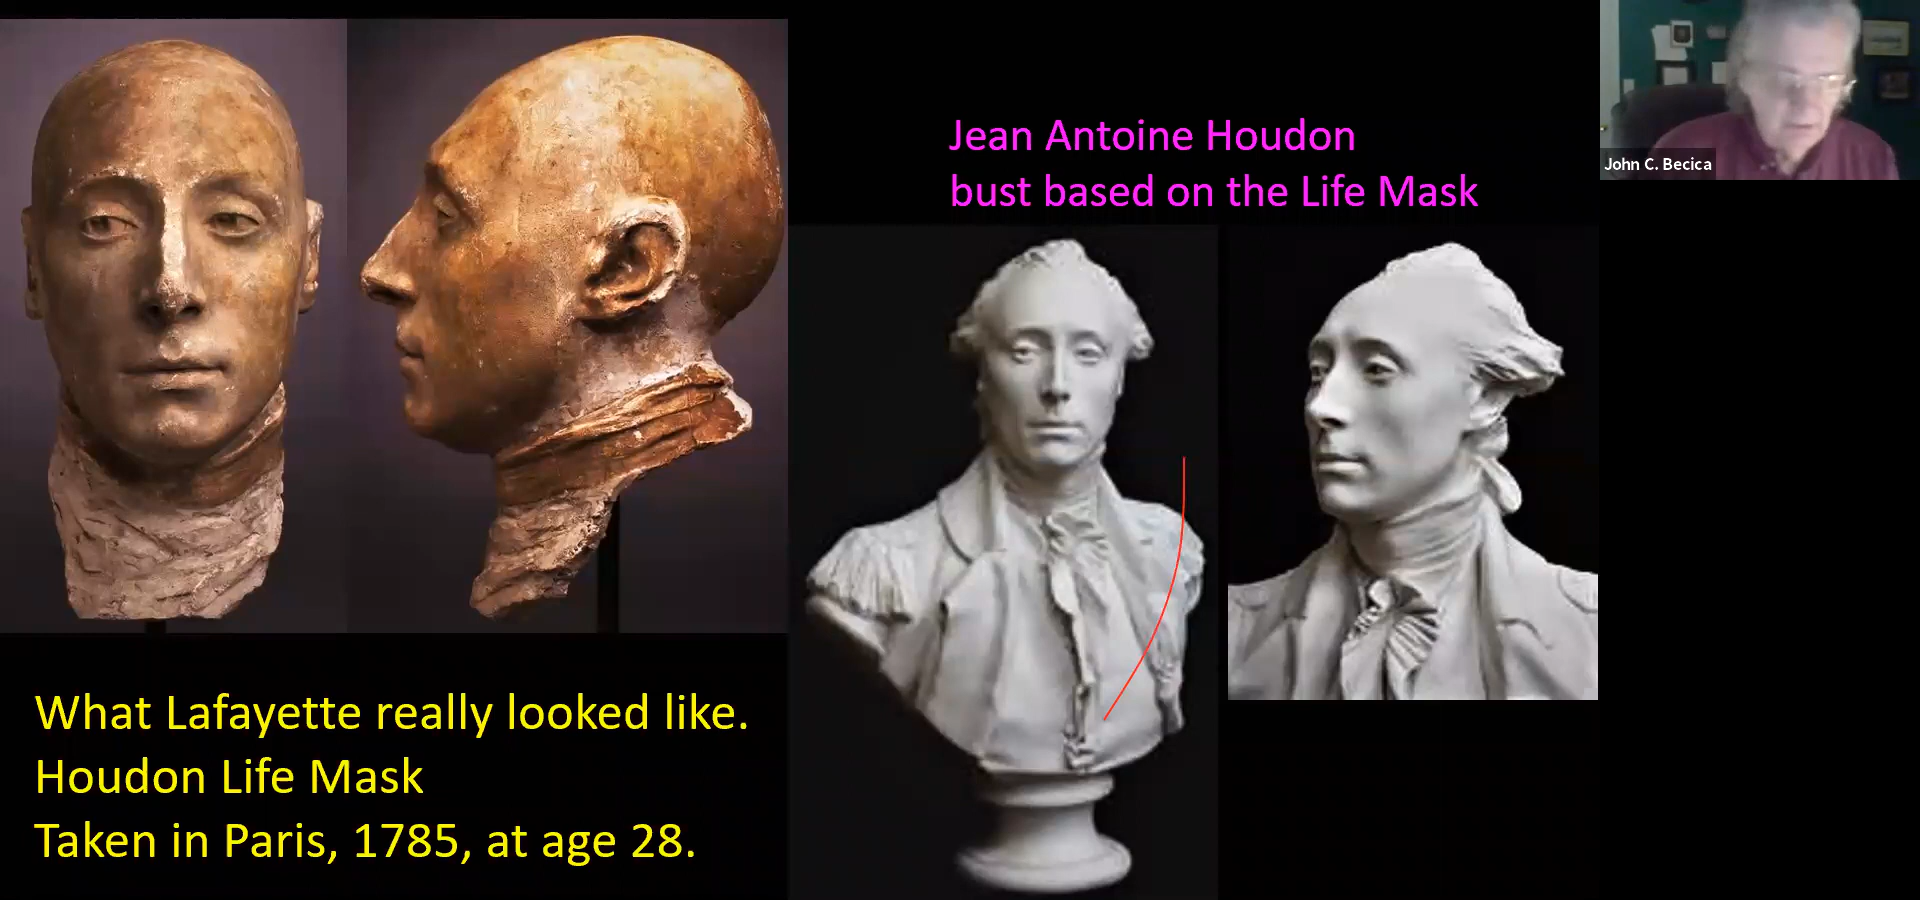 Jean Antoine Houdon
bust based on the Life Mask
John C. Becica
What Lafayette really looked like.
Houdon Life Mask
Taken in Paris, 1785, at age 28.